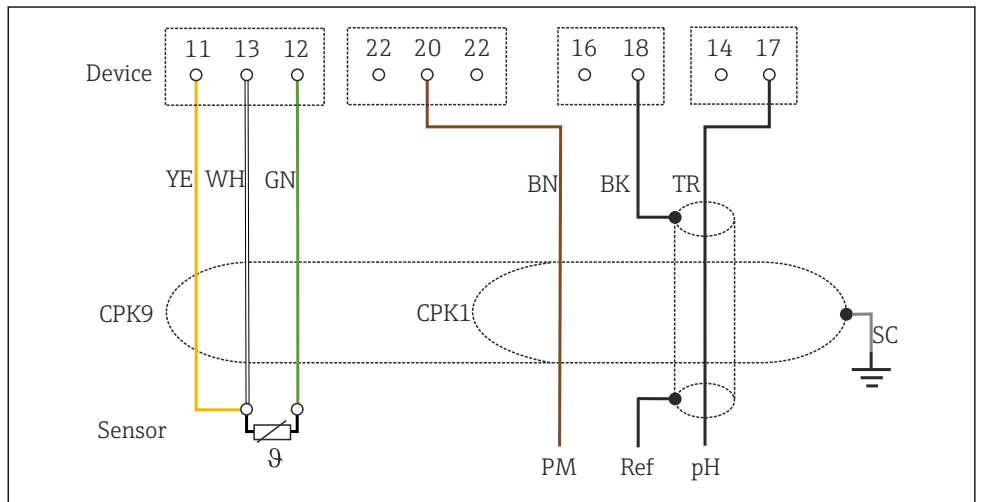 11 13 12 22 20 22 16 18 14 17
Device
YE WH GN BN BK TR
CPK9 CPK1
SC
Sensor
ϑ
PM Ref pH